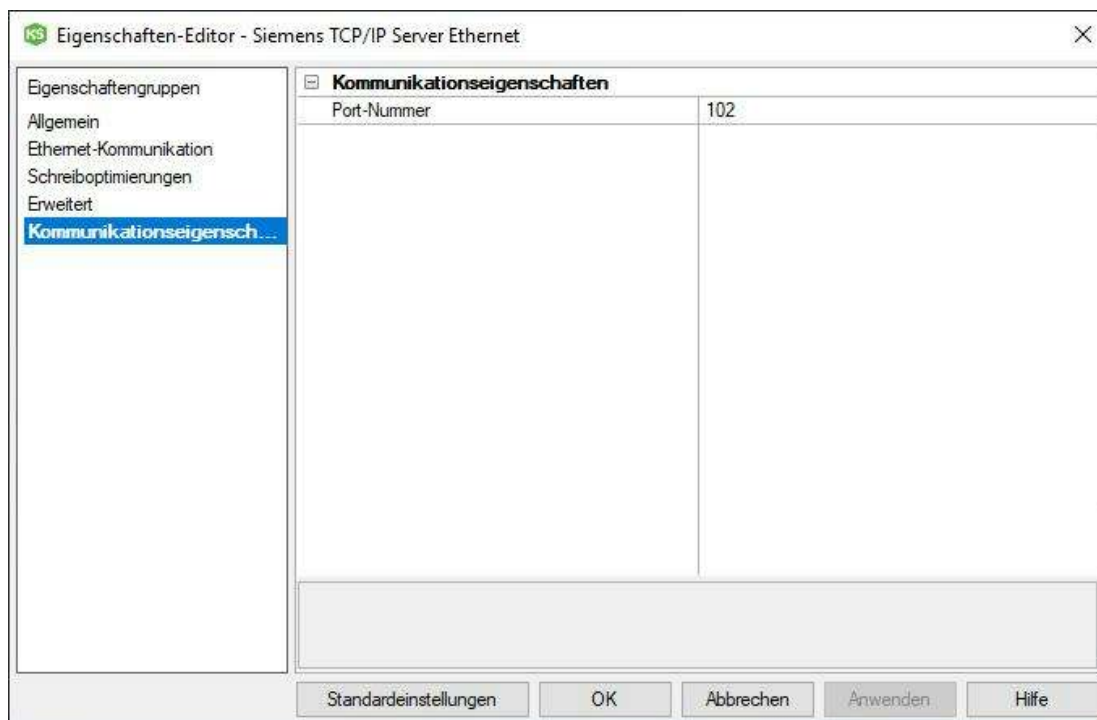 KS Eigenschaften-Editor - Siemens TCP/IP Server Ethernet
Eigenschaftengruppen
Allgemein
Ethernet-Kommunikation
Schreiboptimierungen
Erweitert
Kommunikationseigensch...
Kommunikationseigenschaften
Port-Nummer 102
Standardeinstellungen OK Abbrechen Anwenden Hilfe